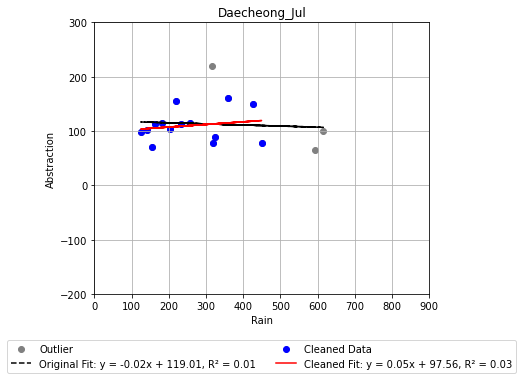 Daecheong_Jul
300
200
100
0
−100
−200
Abstraction
0 100 200 300 400 500 600 700 800 900
Rain
Outlier
Cleaned Data
Original Fit: y = -0.02x + 119.01, R² = 0.01
Cleaned Fit: y = 0.05x + 97.56, R² = 0.03